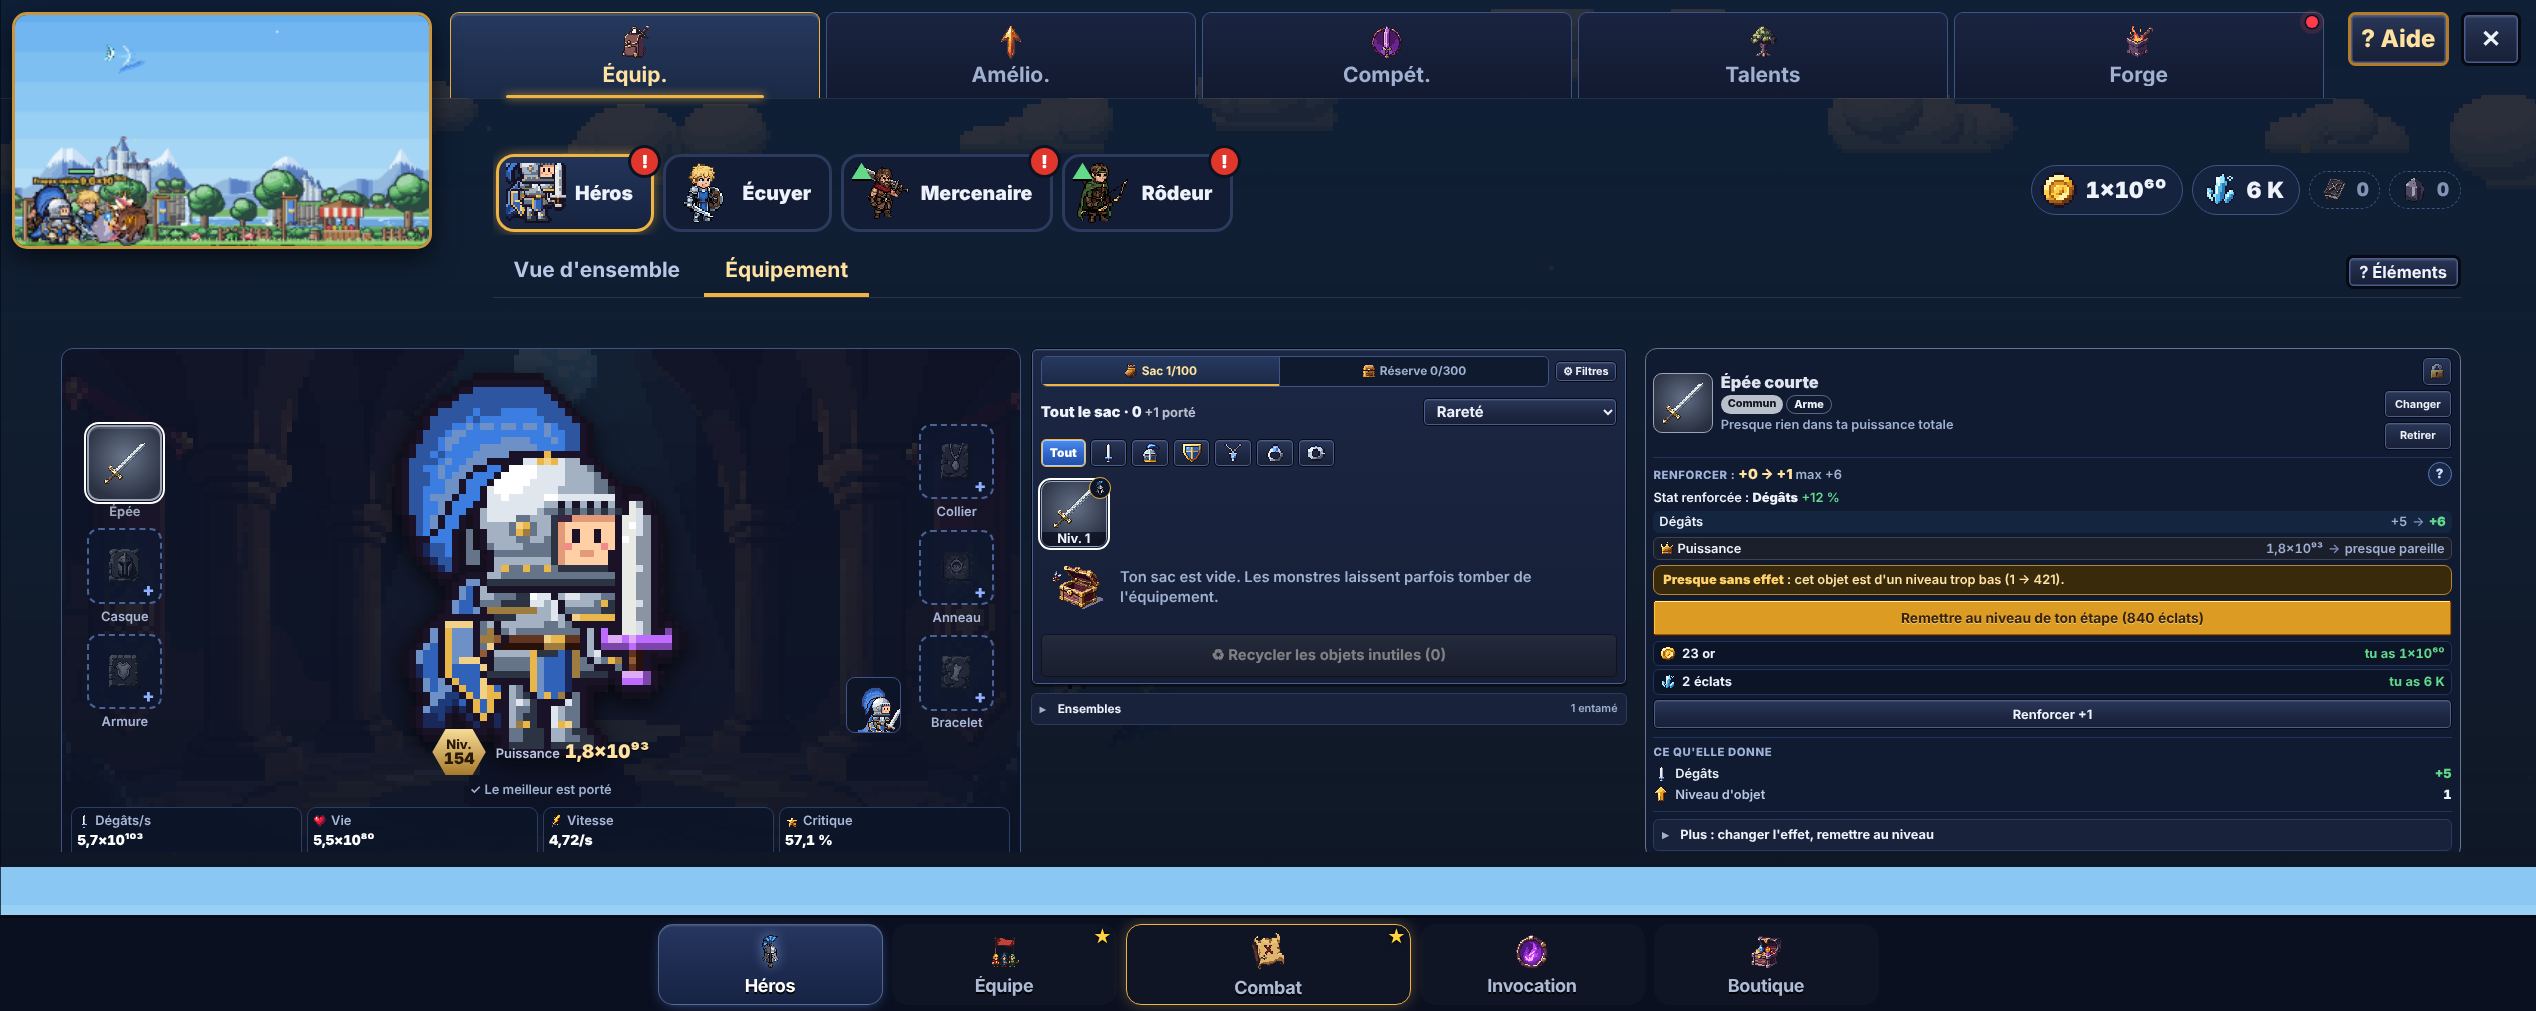 Équip.
Amélio.
Compét.
Talents
Forge
? Aide
✕
Héros
!
Écuyer
Mercenaire
!
Rôdeur
!
1×10⁶⁰
6 K
0
0
Vue d'ensemble
Équipement
? Éléments
Épée
Casque
Armure
Collier
Anneau
Bracelet
Niv.
154
Puissance 1,8×10⁹³
✓ Le meilleur est porté
Dégâts/s
5,7×10¹⁰³
Vie
5,5×10⁸⁰
Vitesse
4,72/s
Critique
57,1 %
Sac 1/100
Réserve 0/300
Filtres
Tout le sac · 0 +1 porté
Rareté
Tout
Niv. 1
Ton sac est vide. Les monstres laissent parfois tomber de
l'équipement.
Recycler les objets inutiles (0)
Ensembles
1 entamé
Épée courte
Commun
Arme
Presque rien dans ta puissance totale
Changer
Retirer
RENFORCER : +0 → +1 max +6
?
Stat renforcée : Dégâts +12 %
Dégâts
+5 → +6
Puissance
1,8×10⁹³ → presque pareille
Presque sans effet : cet objet est d'un niveau trop bas (1 → 421).
Remettre au niveau de ton étape (840 éclats)
23 or
tu as 1×10⁶⁰
2 éclats
tu as 6 K
Renforcer +1
CE QU'ELLE DONNE
Dégâts
+5
Niveau d'objet
1
Plus : changer l'effet, remettre au niveau
Héros
Équipe
Combat
Invocation
Boutique